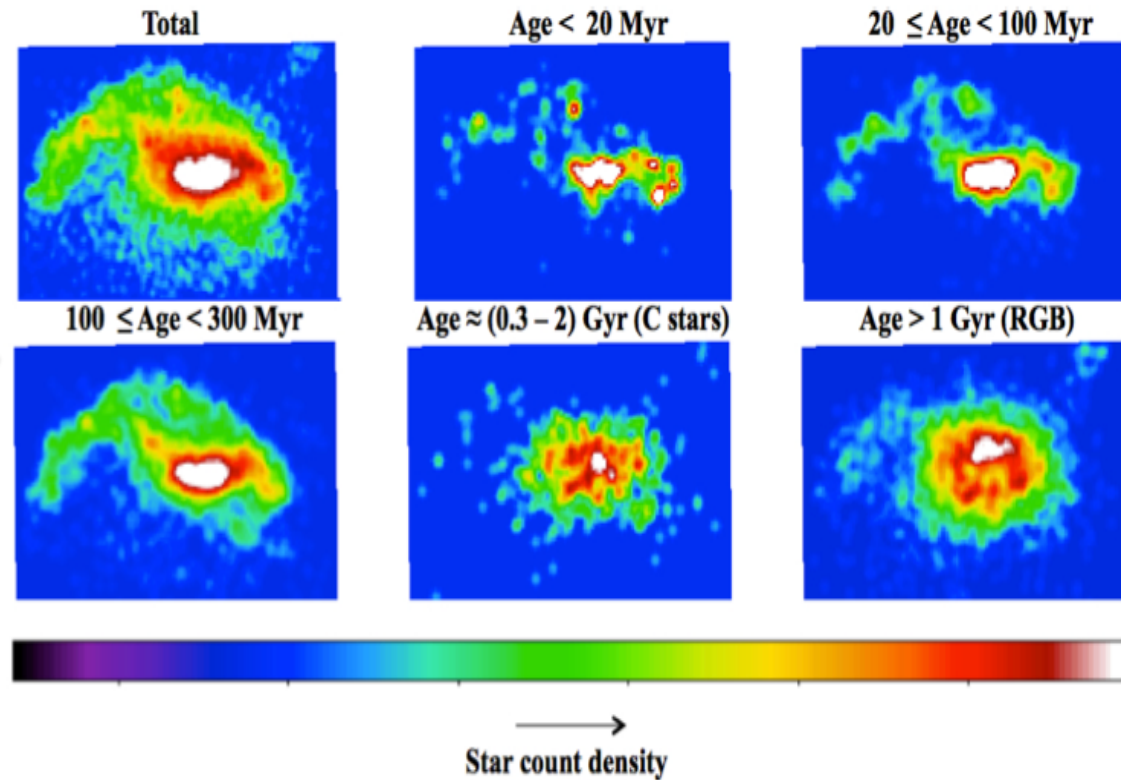 Total
Age < 20 Myr
20 ≤ Age < 100 Myr
100 ≤ Age < 300 Myr
Age ≈ (0.3 – 2) Gyr (C stars)
Age > 1 Gyr (RGB)
Star count density